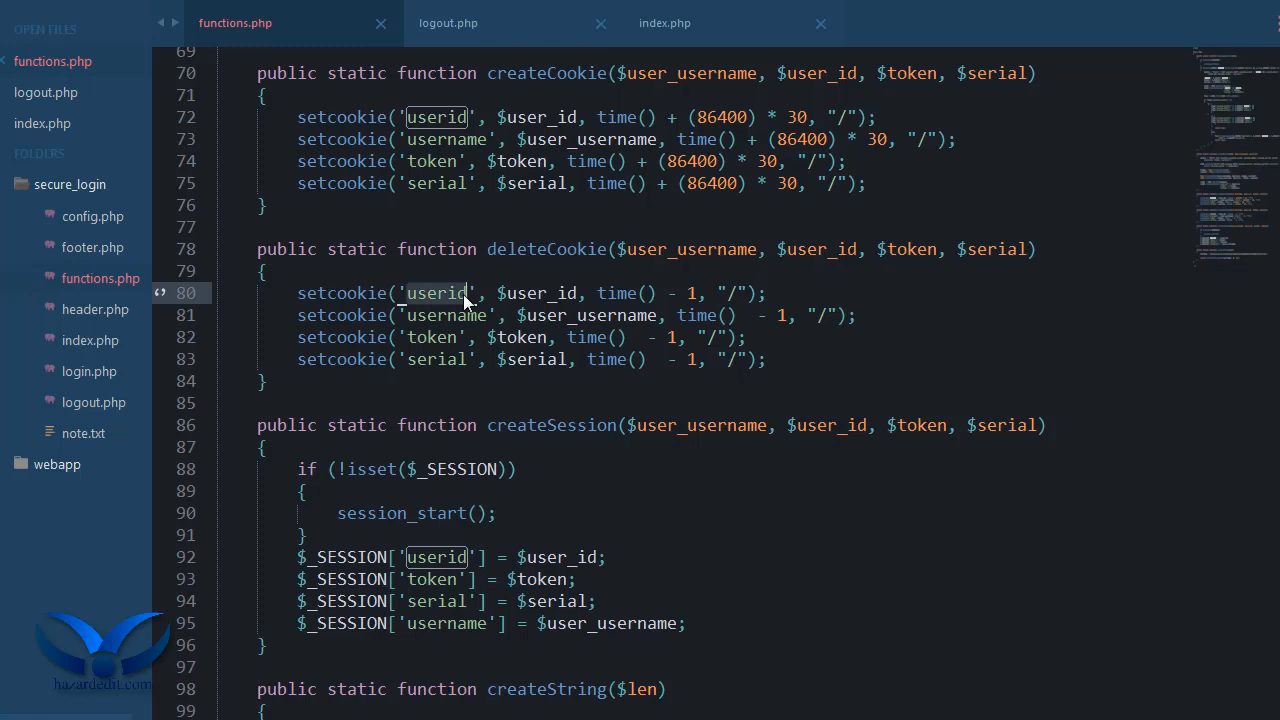 OPEN FILES
functions.php
logout.php
index.php
FOLDERS
secure_login
config.php
footer.php
functions.php
header.php
index.php
login.php
logout.php
note.txt
webapp
hazardedit.com
functions.php logout.php index.php
69
70 public static function createCookie($user_username, $user_id, $token, $serial)
71 {
72 setcookie('userid', $user_id, time() + (86400) * 30, "/");
73 setcookie('username', $user_username, time() + (86400) * 30, "/");
74 setcookie('token', $token, time() + (86400) * 30, "/");
75 setcookie('serial', $serial, time() + (86400) * 30, "/");
76 }
77
78 public static function deleteCookie($user_username, $user_id, $token, $serial)
79 {
80 setcookie('userid', $user_id, time() - 1, "/");
81 setcookie('username', $user_username, time()  - 1, "/");
82 setcookie('token', $token, time()  - 1, "/");
83 setcookie('serial', $serial, time()  - 1, "/");
84 }
85
86 public static function createSession($user_username, $user_id, $token, $serial)
87 {
88 if (!isset($_SESSION))
89 {
90 session_start();
91 }
92 $_SESSION['userid'] = $user_id;
93 $_SESSION['token'] = $token;
94 $_SESSION['serial'] = $serial;
95 $_SESSION['username'] = $user_username;
96 }
97
98 public static function createString($len)
99 {